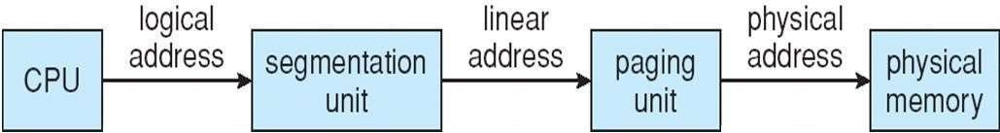 logical
address
linear
address
physical
address
CPU
segmentation
unit
paging
unit
physical
memory